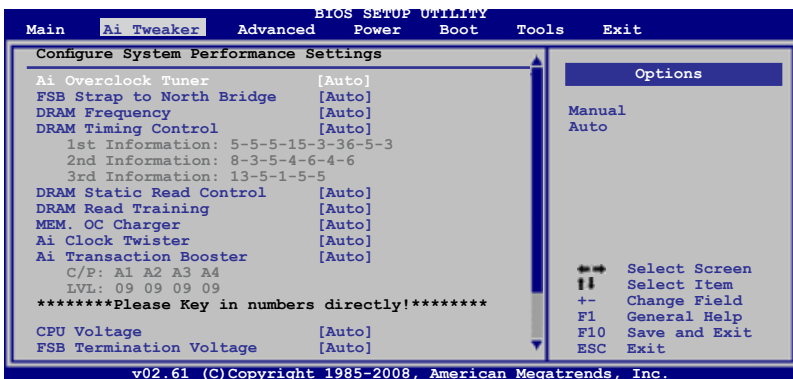 BIOS SETUP UTILITY
Main Ai Tweaker Advanced Power Boot Tools Exit
Configure System Performance Settings
Ai Overclock Tuner [Auto]
FSB Strap to North Bridge [Auto]
DRAM Frequency [Auto]
DRAM Timing Control [Auto]
1st Information: 5-5-5-15-3-36-5-3
2nd Information: 8-3-5-4-6-4-6
3rd Information: 13-5-1-5-5
DRAM Static Read Control [Auto]
DRAM Read Training [Auto]
MEM. OC Charger [Auto]
Ai Clock Twister [Auto]
Ai Transaction Booster [Auto]
C/P: A1 A2 A3 A4
LVL: 09 09 09 09
********Please Key in numbers directly!********
CPU Voltage [Auto]
FSB Termination Voltage [Auto]
Options
Manual
Auto
Select Screen
Select Item
+- Change Field
F1 General Help
F10 Save and Exit
ESC Exit
v02.61 (C)Copyright 1985-2008, American Megatrends, Inc.